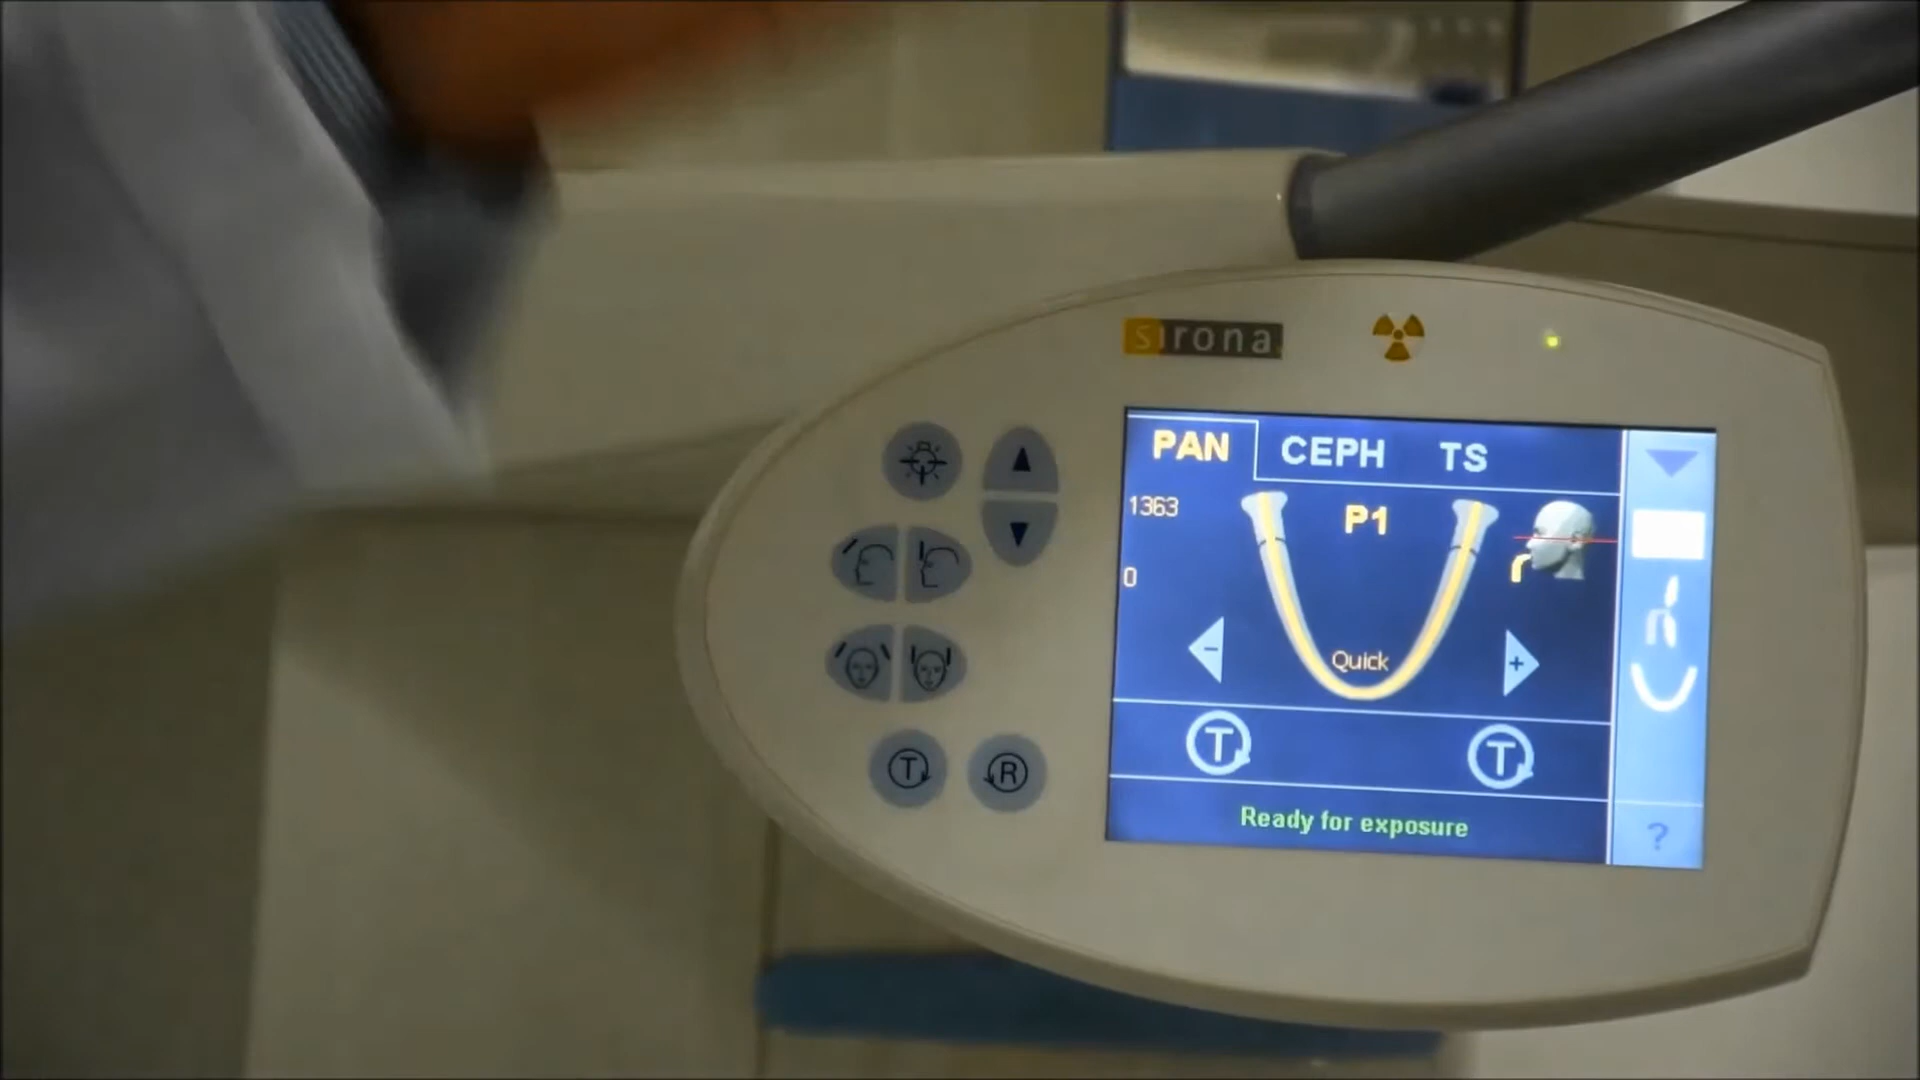 sirona
PAN CEPH TS
1363
P1
0
- Quick +
T T
T R
Ready for exposure
?